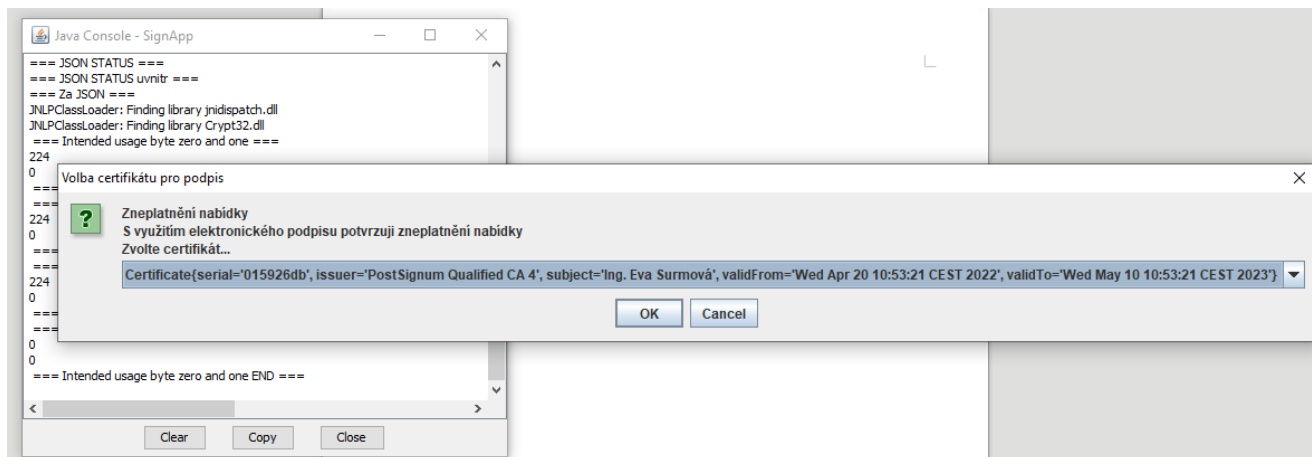 Java Console - SignApp
=== JSON STATUS ===
=== JSON STATUS uvnitr ===
=== Za JSON ===
JNLPClassLoader: Finding library jnidispatch.dll
JNLPClassLoader: Finding library Crypt32.dll
=== Intended usage byte zero and one ===
224
0
===
===
224
0
===
===
224
0
===
===
0
0
=== Intended usage byte zero and one END ===
Clear Copy Close
Volba certifikátu pro podpis
?
Zneplatnění nabídky
S využitím elektronického podpisu potvrzuji zneplatnění nabídky
Zvolte certifikát...
Certificate{serial='015926db', issuer='PostSignum Qualified CA 4', subject='Ing. Eva Surmová', validFrom='Wed Apr 20 10:53:21 CEST 2022', validTo='Wed May 10 10:53:21 CEST 2023'}
OK Cancel